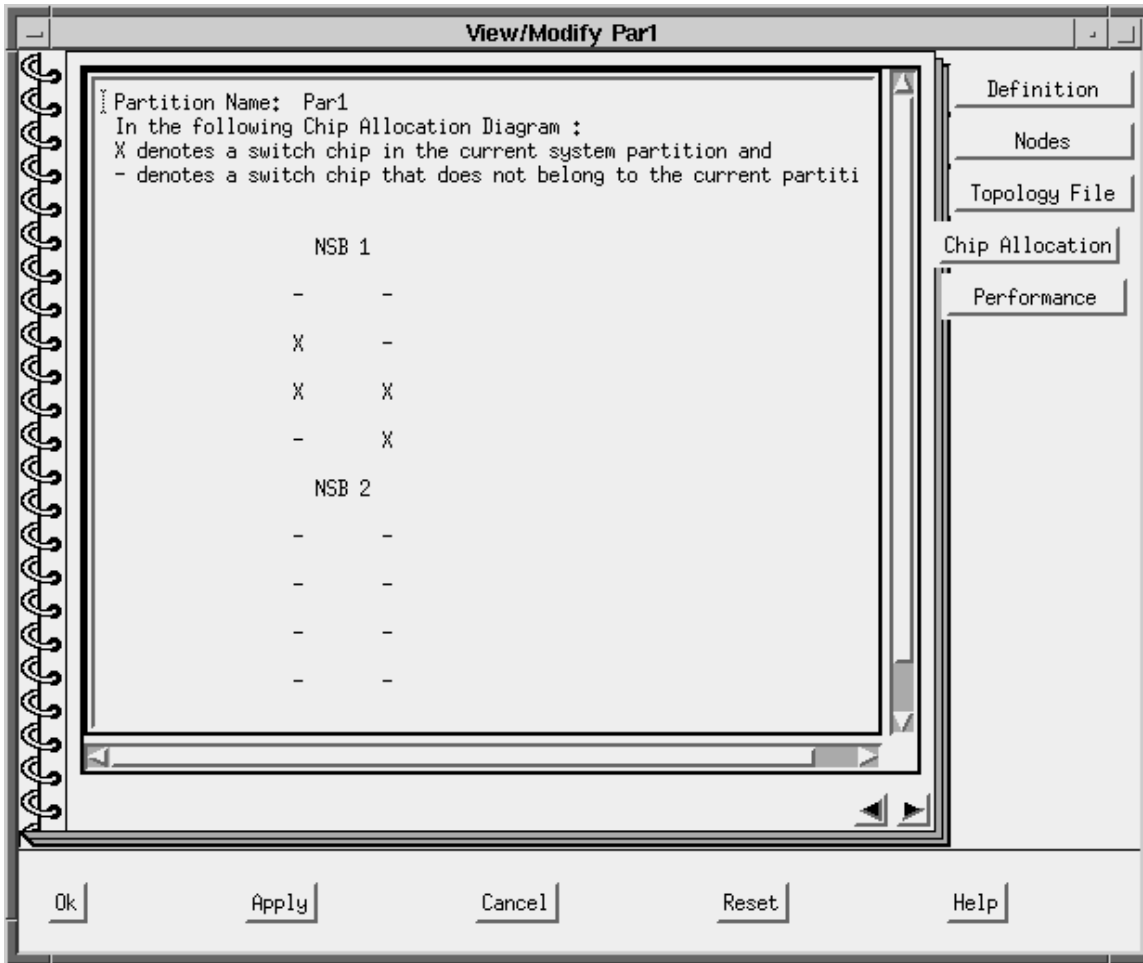 View/Modify Par1
Partition Name: Par1
In the following Chip Allocation Diagram :
X denotes a switch chip in the current system partition and
- denotes a switch chip that does not belong to the current partiti
NSB 1
- -
X -
X X
- X
NSB 2
- -
- -
- -
- -
Definition
Nodes
Topology File
Chip Allocation
Performance
Ok Apply Cancel Reset Help